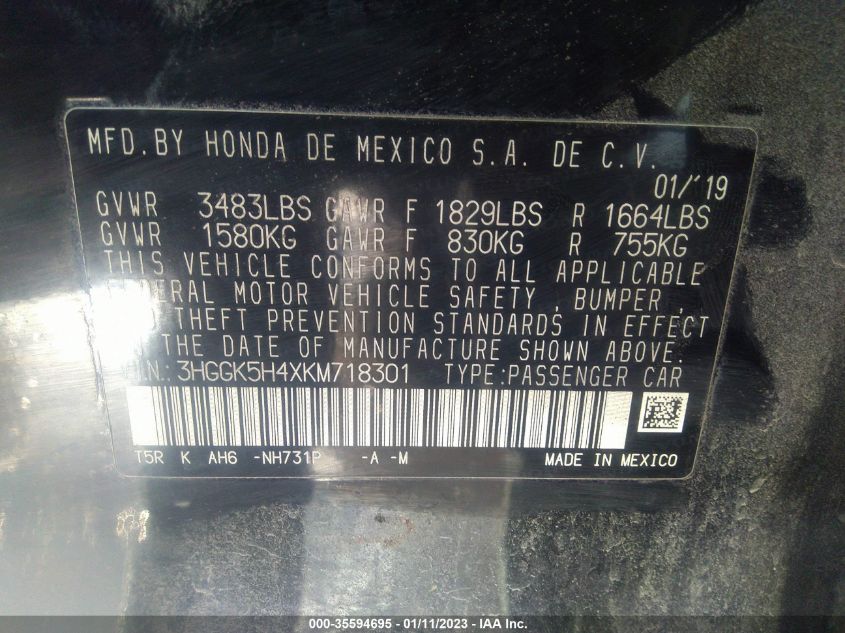 MFD. BY HONDA DE MEXICO S.A. DE C.V.
01/'19
GVWR 3483LBS GAWR F 1829LBS R 1664LBS
GVWR 1580KG GAWR F 830KG R 755KG
THIS VEHICLE CONFORMS TO ALL APPLICABLE
FEDERAL MOTOR VEHICLE SAFETY, BUMPER,
THEFT PREVENTION STANDARDS IN EFFECT
THE DATE OF MANUFACTURE SHOWN ABOVE.
3HGGK5H4XKM718301 TYPE:PASSENGER CAR
T5R K AH6 -NH731P -A -M MADE IN MEXICO
000-35594695 - 01/11/2023 - IAA Inc.